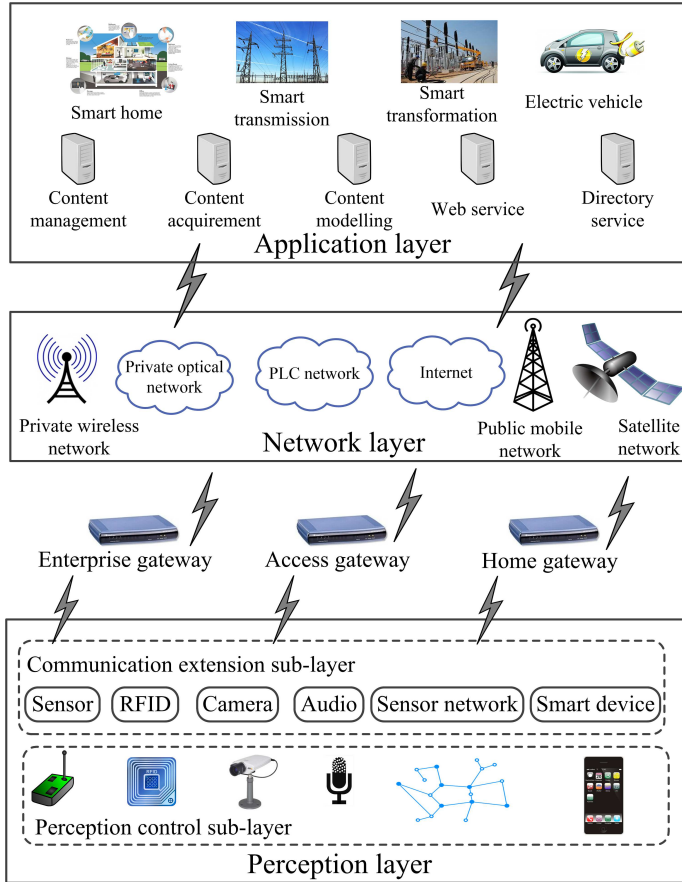 Smart home
Smart
transmission
Smart
transformation
Electric vehicle
Content
management
Content
acquirement
Content
modelling
Web service
Directory
service
Application layer
Private wireless
network
Private optical
network
PLC network
Internet
Public mobile
network
Satellite
network
Network layer
Enterprise gateway
Access gateway
Home gateway
Communication extension sub-layer
Sensor
RFID
Camera
Audio
Sensor network
Smart device
RFID
Perception control sub-layer
Perception layer